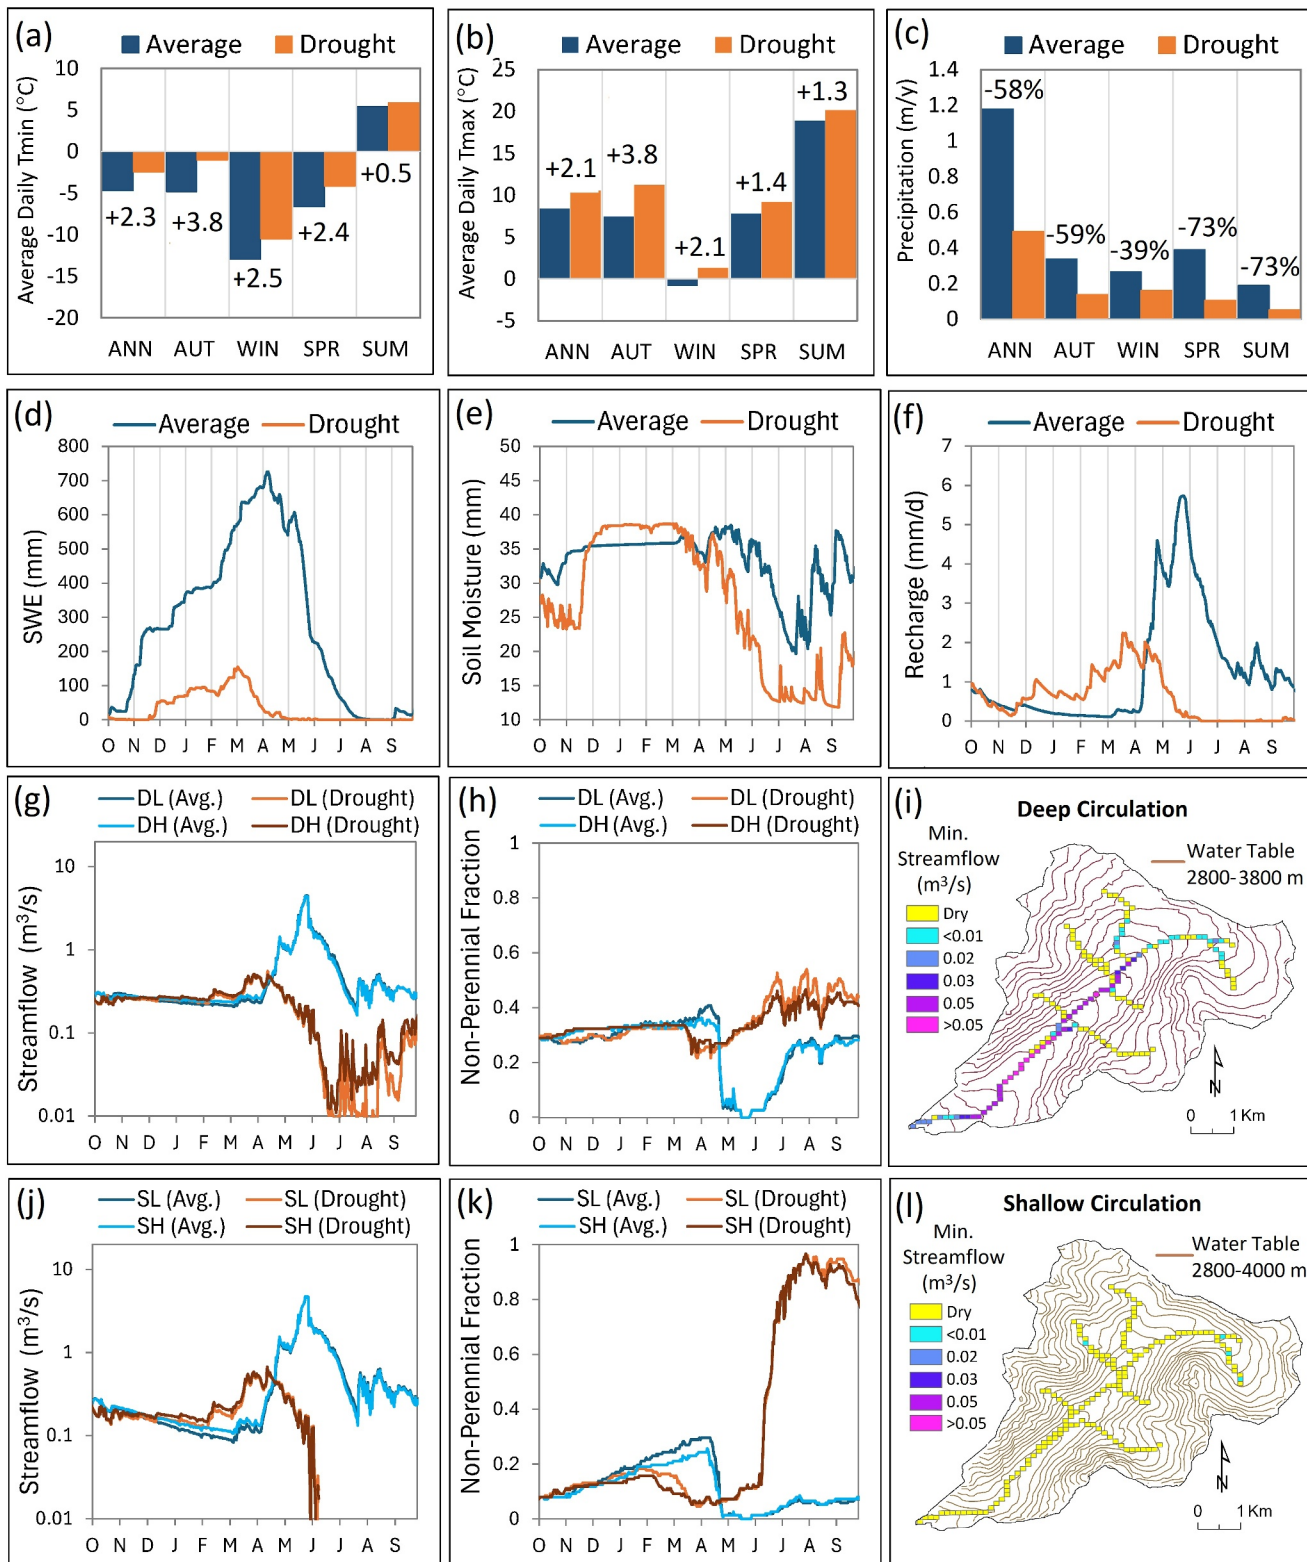 (a)
Average Drought
Average Daily Tmin (°C)
10
5
0
-5
-10
-15
-20
+2.3
+3.8
+2.5
+2.4
+0.5
ANN AUT WIN SPR SUM
(b)
Average Drought
Average Daily Tmax (°C)
25
20
15
10
5
0
-5
+2.1
+3.8
+2.1
+1.4
+1.3
ANN AUT WIN SPR SUM
(c)
Average Drought
Precipitation (m/y)
1.4
1.2
1
0.8
0.6
0.4
0.2
0
-58%
-59%
-39%
-73%
-73%
ANN AUT WIN SPR SUM
(d)
Average Drought
SWE (mm)
800
700
600
500
400
300
200
100
0
O N D J F M A M J J A S
(e)
Average Drought
Soil Moisture (mm)
50
45
40
35
30
25
20
15
10
O N D J F M A M J J A S
(f)
Average Drought
Recharge (mm/d)
7
6
5
4
3
2
1
0
O N D J F M A M J J A S
(g)
DL (Avg.) DL (Drought)
DH (Avg.) DH (Drought)
Streamflow (m³/s)
10
1
0.1
0.01
O N D J F M A M J J A S
(h)
DL (Avg.) DL (Drought)
DH (Avg.) DH (Drought)
Non-Perennial Fraction
1
0.8
0.6
0.4
0.2
0
O N D J F M A M J J A S
(i)
Deep Circulation
Min.
Streamflow
(m³/s)
Dry
<0.01
0.02
0.03
0.05
>0.05
Water Table
2800-3800 m
N
0 1 Km
(j)
SL (Avg.) SL (Drought)
SH (Avg.) SH (Drought)
Streamflow (m³/s)
10
1
0.1
0.01
O N D J F M A M J J A S
(k)
SL (Avg.) SL (Drought)
SH (Avg.) SH (Drought)
Non-Perennial Fraction
1
0.8
0.6
0.4
0.2
0
O N D J F M A M J J A S
(l)
Shallow Circulation
Min.
Streamflow
(m³/s)
Dry
<0.01
0.02
0.03
0.05
>0.05
Water Table
2800-4000 m
N
0 1 Km